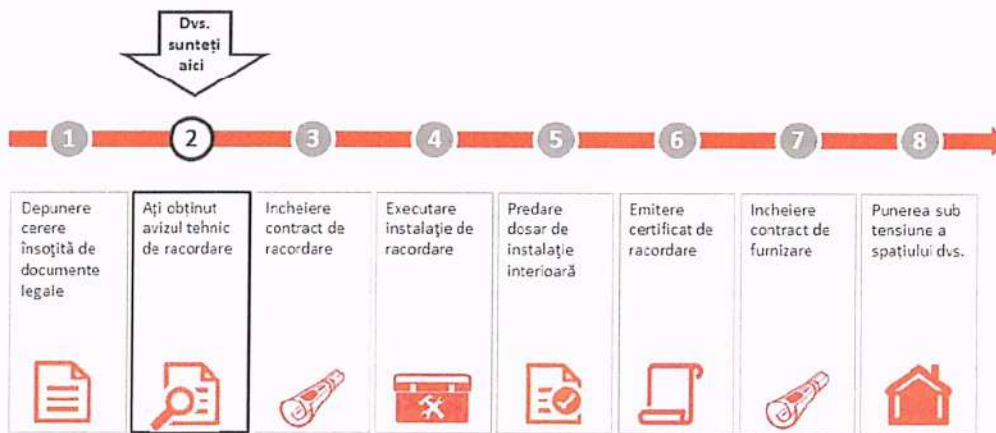 Dvs.
sunteți
aici
1
2
3
4
5
6
7
8
Depunere
cerere
însoțită de
documente
legale
Ați obținut
avizul tehnic
de racordare
Incheiere
contract de
racordare
Executare
instalație de
racordare
Predare
dosar de
instalație
interioară
Emitere
certificat de
racordare
Incheiere
contract de
furnizare
Punerea sub
tensiune a
spațiului dvs.